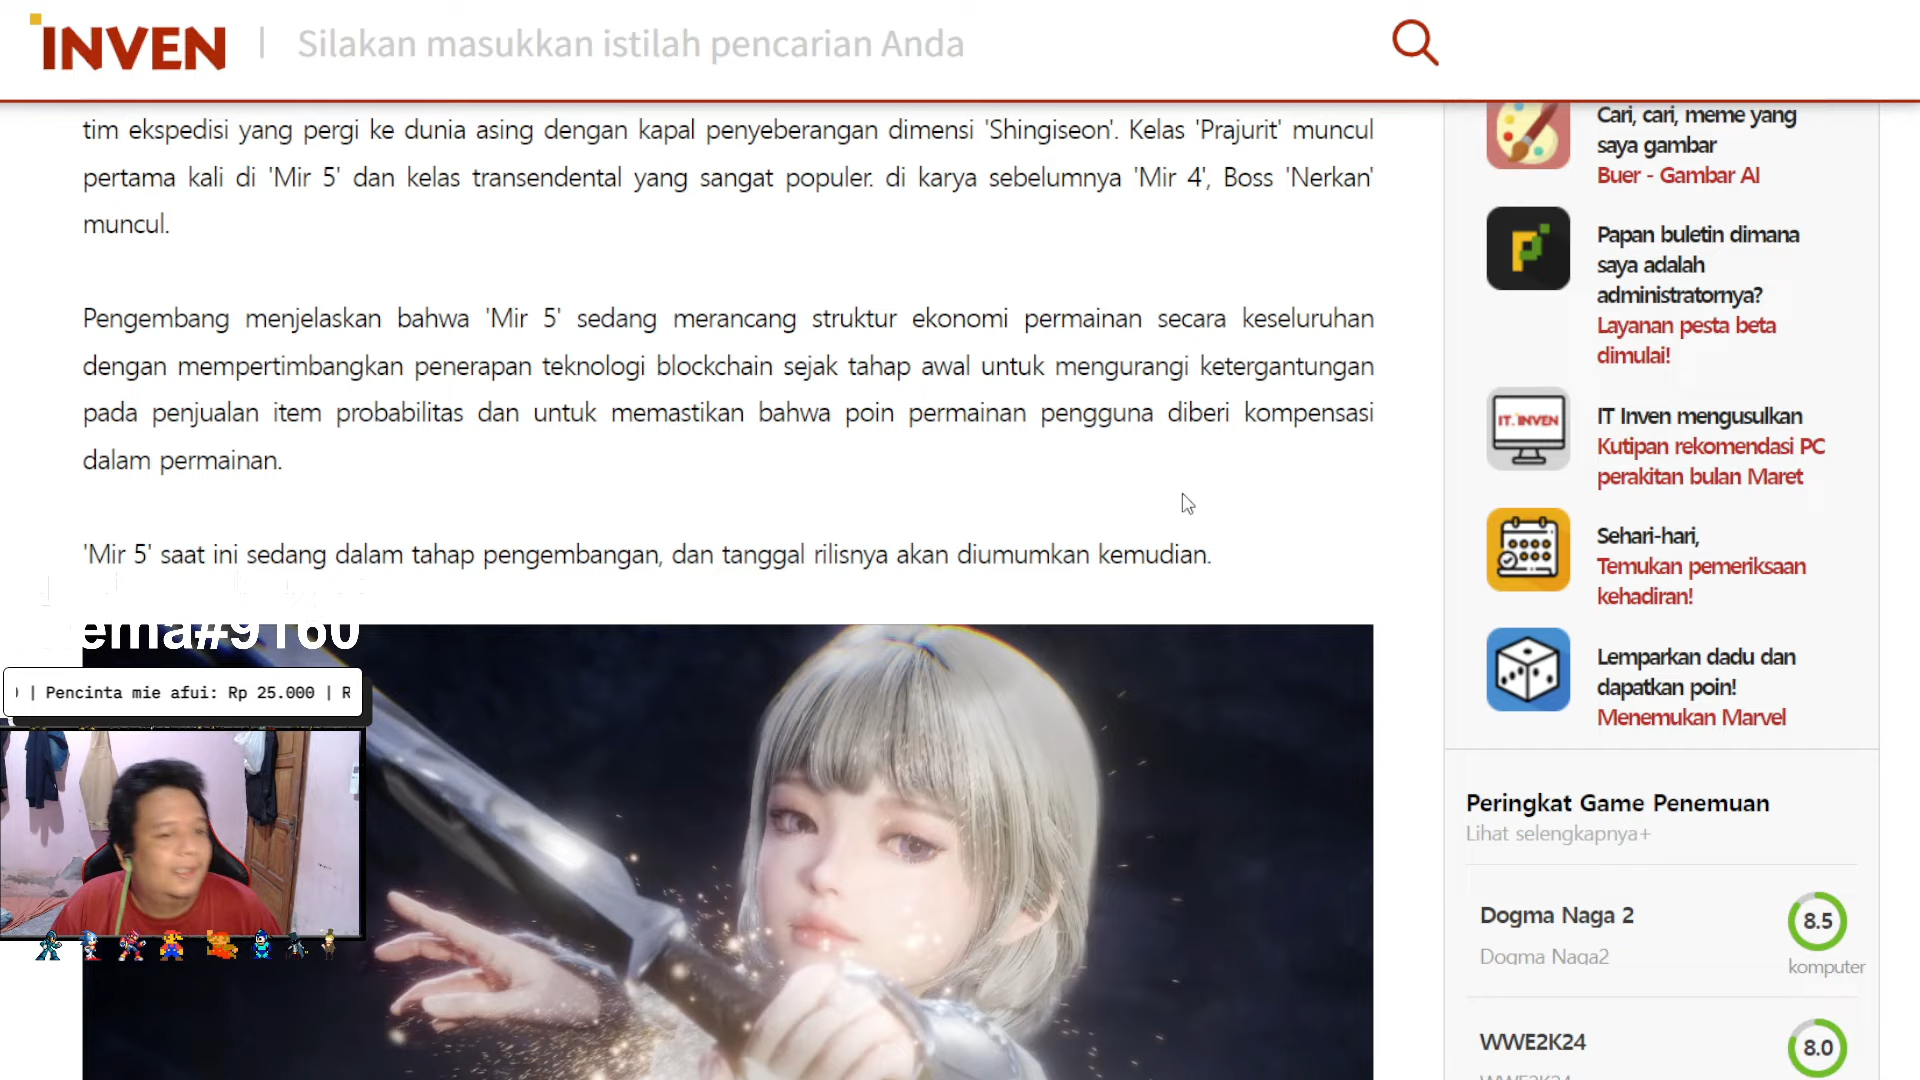 INVEN | Silakan masukkan istilah pencarian Anda
tim ekspedisi yang pergi ke dunia asing dengan kapal penyeberangan dimensi 'Shingiseon'. Kelas 'Prajurit' muncul
pertama kali di 'Mir 5' dan kelas transendental yang sangat populer. di karya sebelumnya 'Mir 4', Boss 'Nerkan'
muncul.
Pengembang menjelaskan bahwa 'Mir 5' sedang merancang struktur ekonomi permainan secara keseluruhan
dengan mempertimbangkan penerapan teknologi blockchain sejak tahap awal untuk mengurangi ketergantungan
pada penjualan item probabilitas dan untuk memastikan bahwa poin permainan pengguna diberi kompensasi
dalam permainan.
'Mir 5' saat ini sedang dalam tahap pengembangan, dan tanggal rilisnya akan diumumkan kemudian.
ema#9160
) | Pencinta mie afui: Rp 25.000 | R
Cari, cari, meme yang
saya gambar
Buer - Gambar AI
Papan buletin dimana
saya adalah
administratornya?
Layanan pesta beta
dimulai!
IT INVEN
IT Inven mengusulkan
Kutipan rekomendasi PC
perakitan bulan Maret
Sehari-hari,
Temukan pemeriksaan
kehadiran!
Lemparkan dadu dan
dapatkan poin!
Menemukan Marvel
Peringkat Game Penemuan
Lihat selengkapnya+
Dogma Naga 2
8.5
Dogma Naga2
komputer
WWE2K24
8.0
WWE2K24